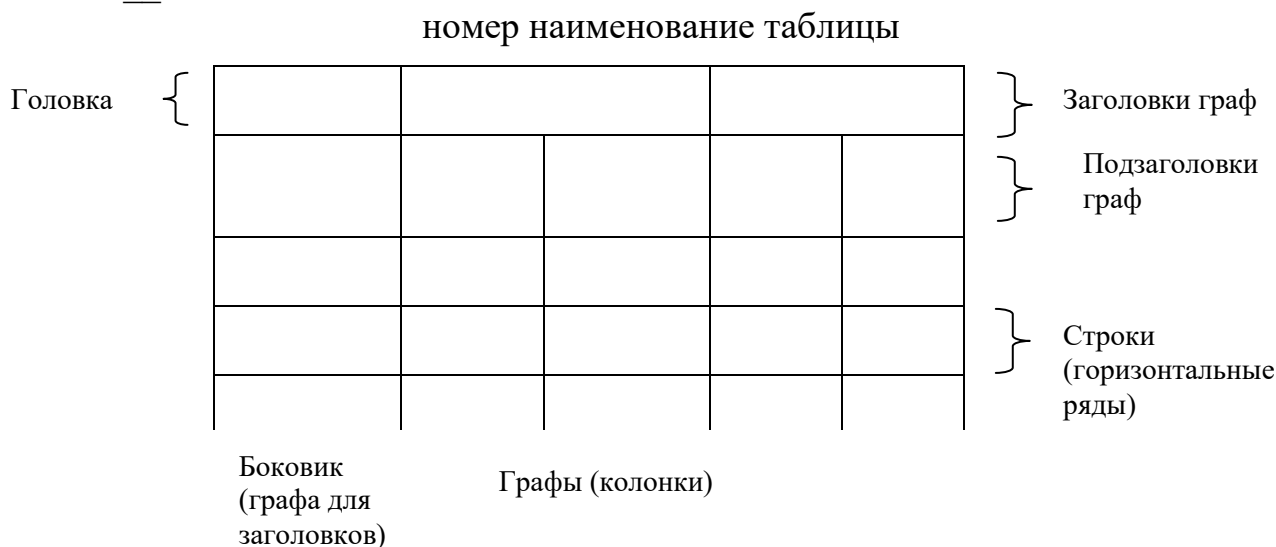 номер наименование таблицы
Головка
Заголовки граф
Подзаголовки
граф
Строки
(горизонтальные
ряды)
Боковик
(графа для
заголовков)
Графы (колонки)